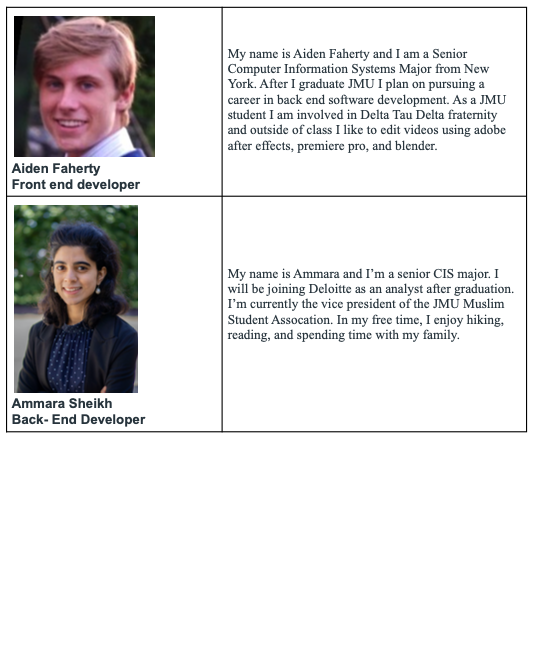 My name is Aiden Faherty and I am a Senior
Computer Information Systems Major from New
York. After I graduate JMU I plan on pursuing a
career in back end software development. As a JMU
student I am involved in Delta Tau Delta fraternity
and outside of class I like to edit videos using adobe
after effects, premiere pro, and blender.
Aiden Faherty
Front end developer
My name is Ammara and I’m a senior CIS major. I
will be joining Deloitte as an analyst after graduation.
I’m currently the vice president of the JMU Muslim
Student Assocation. In my free time, I enjoy hiking,
reading, and spending time with my family.
Ammara Sheikh
Back- End Developer